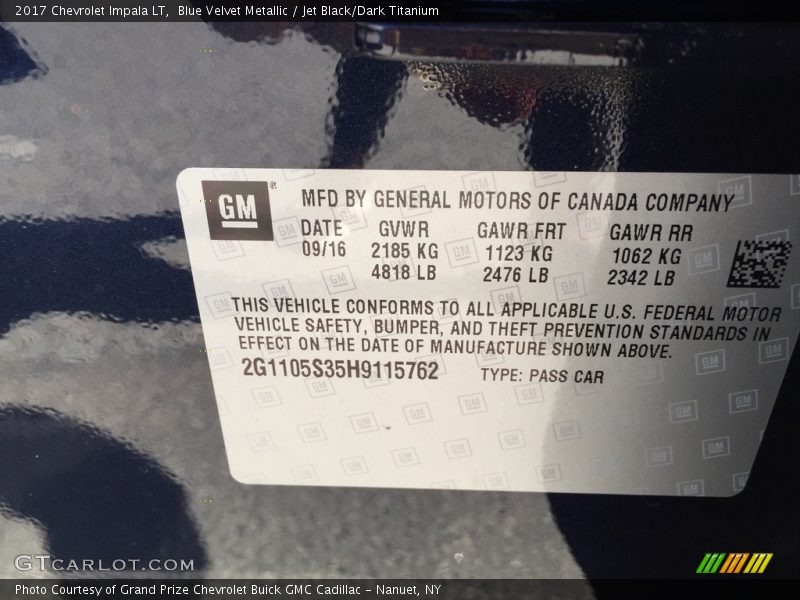 2017 Chevrolet Impala LT, Blue Velvet Metallic / Jet Black/Dark Titanium
GM®
MFD BY GENERAL MOTORS OF CANADA COMPANY
DATE GVWR GAWR FRT GAWR RR
09/16 2185 KG 1123 KG 1062 KG
4818 LB 2476 LB 2342 LB
THIS VEHICLE CONFORMS TO ALL APPLICABLE U.S. FEDERAL MOTOR
VEHICLE SAFETY, BUMPER, AND THEFT PREVENTION STANDARDS IN
EFFECT ON THE DATE OF MANUFACTURE SHOWN ABOVE.
2G1105S35H9115762 TYPE: PASS CAR
GTCARLOT.COM
Photo Courtesy of Grand Prize Chevrolet Buick GMC Cadillac - Nanuet, NY